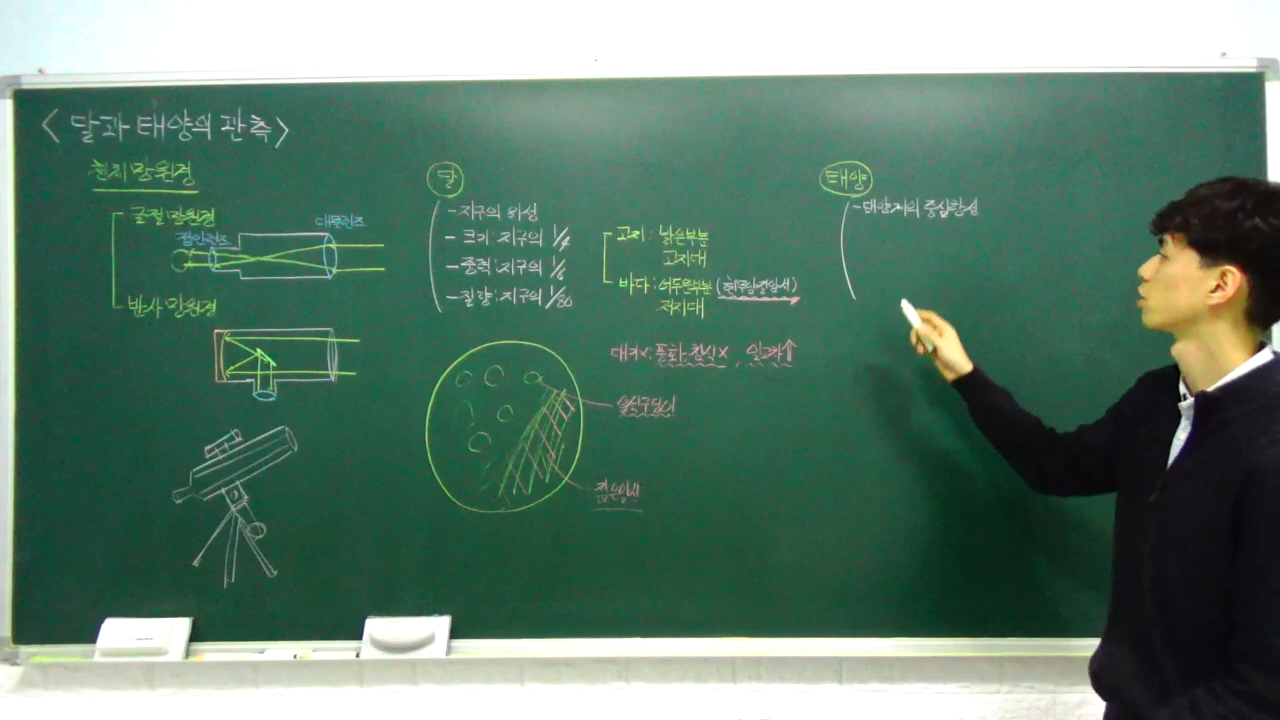 <달과 태양의 관측>
천체망원경
굴절망원경
대물렌즈
접안렌즈
반사망원경
달
- 지구의 위성
- 크기 : 지구의 1/4
- 중력 : 지구의 1/6
- 질량 : 지구의 1/80
고지 : 밝은부분
고지대
바다 : 어두운부분 (현무암질암석)
저지대
대기× : 풍화·침식×, 일교차↑
운석구덩이
태양
- 태양계의 중심항성